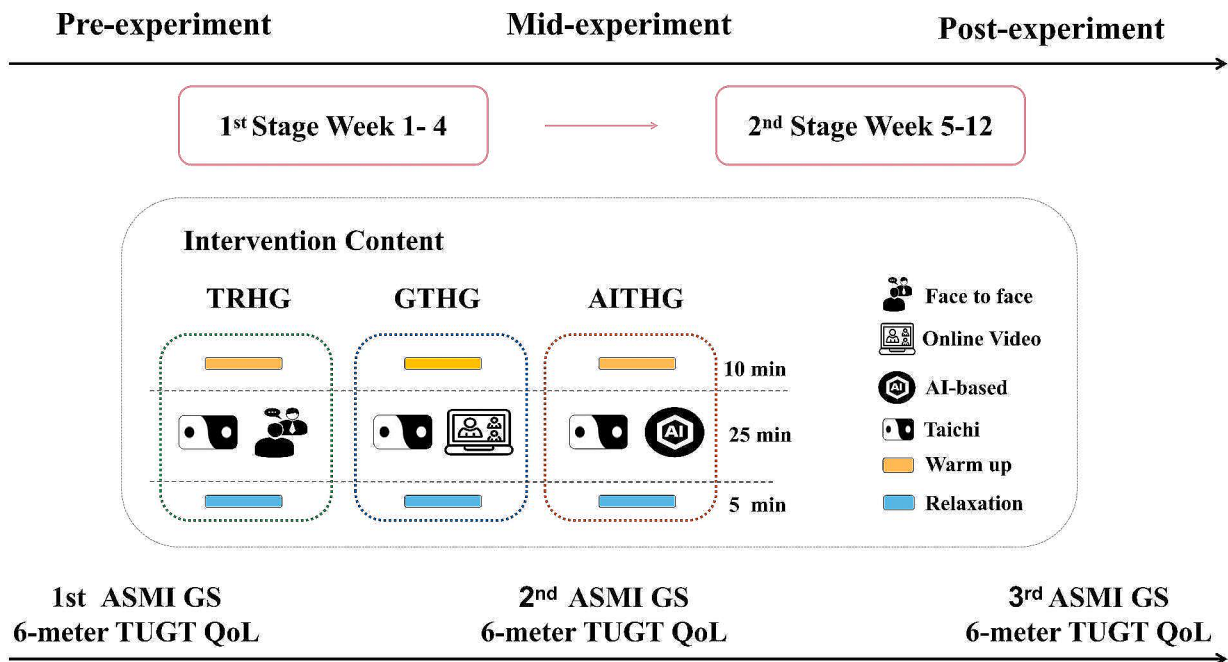 Pre-experiment Mid-experiment Post-experiment
1st Stage Week 1- 4 2nd Stage Week 5-12
Intervention Content
TRHG GTHG AITHG
Face to face
Online Video
10 min
AI-based
AI
25 min
Taichi
Warm up
5 min
Relaxation
1st ASMI GS 2nd ASMI GS 3rd ASMI GS
6-meter TUGT QoL 6-meter TUGT QoL 6-meter TUGT QoL